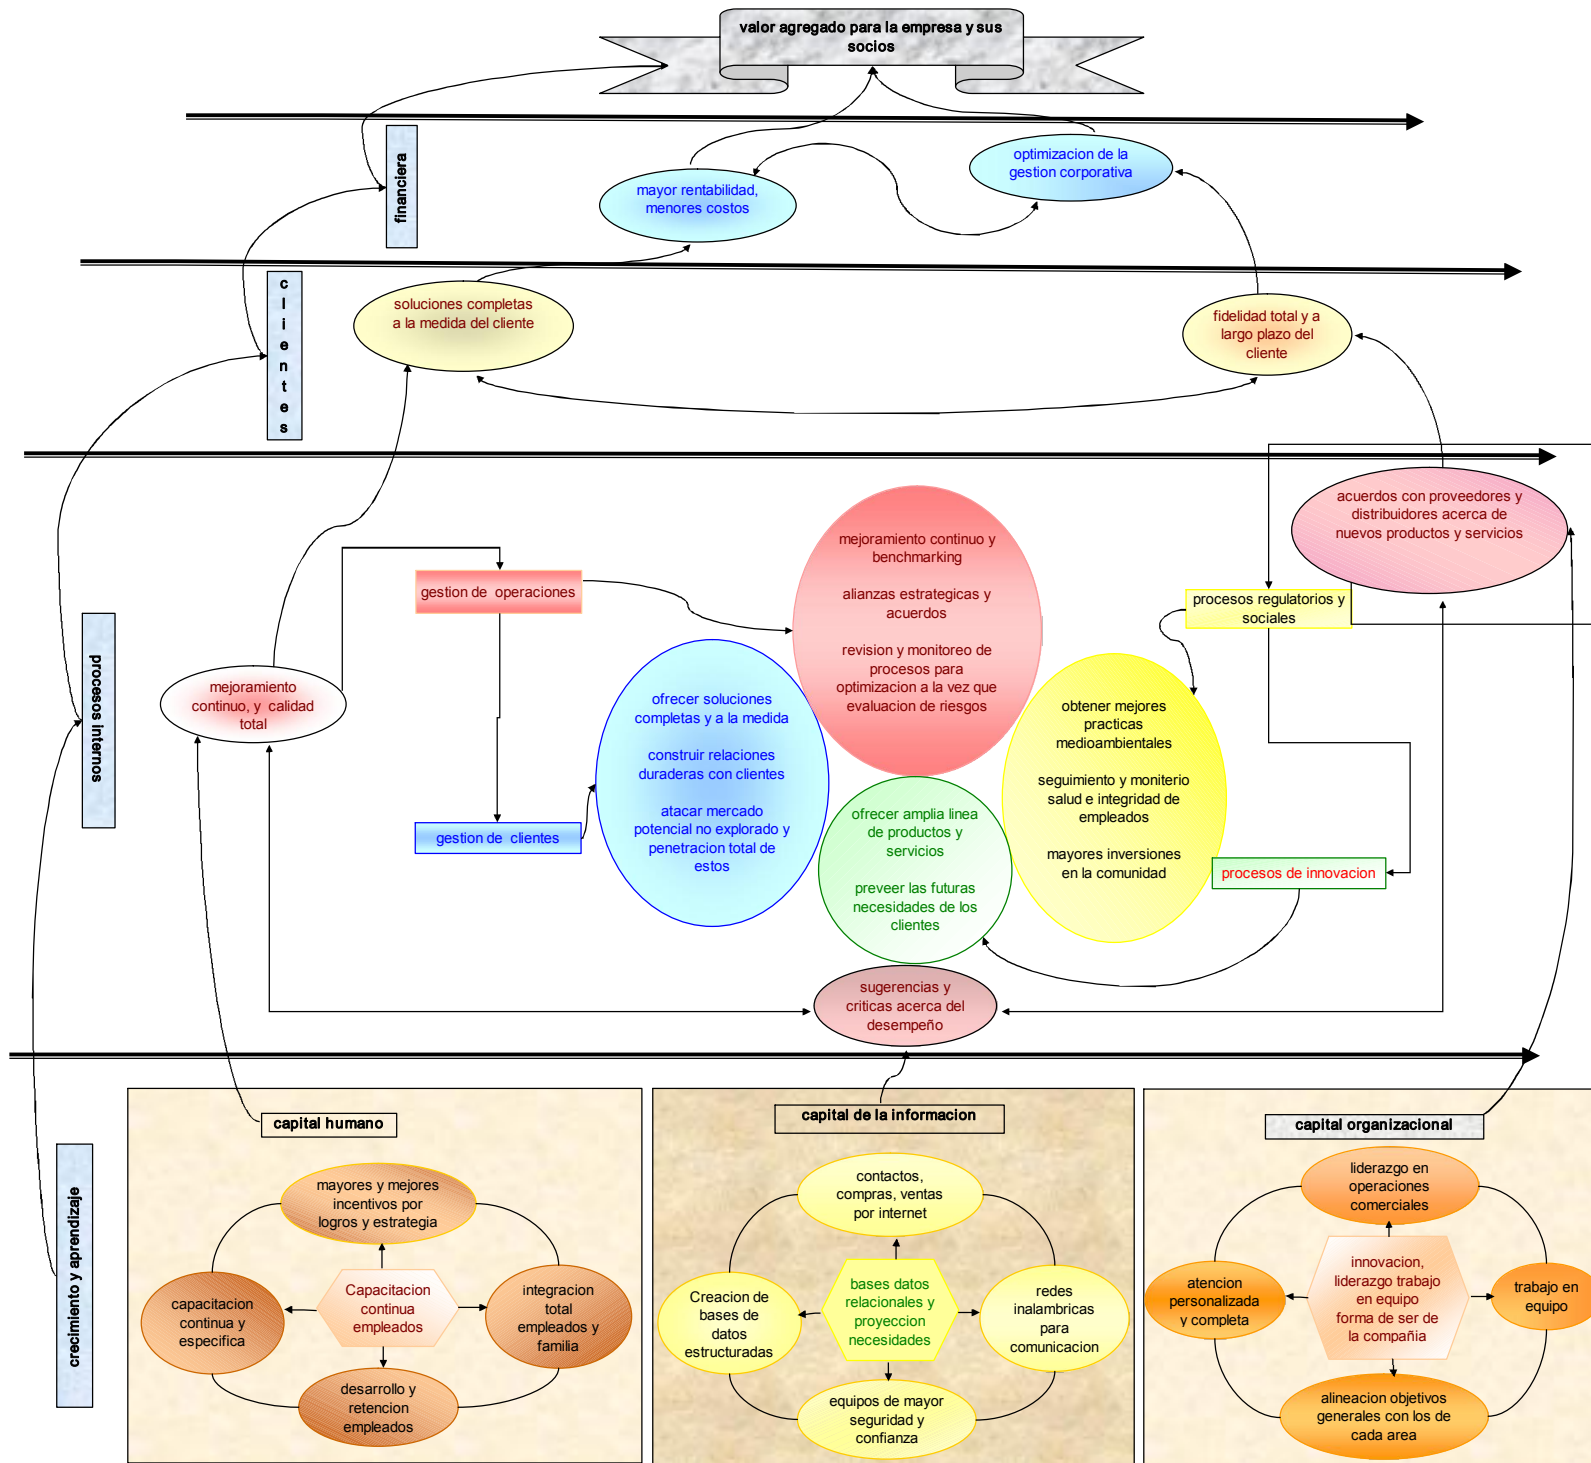 valor agregado para la empresa y sus
socios
financiera
mayor rentabilidad,
menores costos
optimizacion de la
gestion corporativa
clientes
soluciones completas
a la medida del cliente
fidelidad total y a
largo plazo del
cliente
procesos internos
acuerdos con proveedores y
distribuidores acerca de
nuevos productos y servicios
mejoramiento continuo y
benchmarking
alianzas estrategicas y
acuerdos
revision y monitoreo de
procesos para
optimizacion a la vez que
evaluacion de riesgos
gestion de operaciones
procesos regulatorios y
sociales
mejoramiento
continuo, y calidad
total
ofrecer soluciones
completas y a la medida
construir relaciones
duraderas con clientes
atacar mercado
potencial no explorado y
penetracion total de
estos
obtener mejores
practicas
medioambientales
seguimiento y moniterio
salud e integridad de
empleados
mayores inversiones
en la comunidad
gestion de clientes
ofrecer amplia linea
de productos y
servicios
preveer las futuras
necesidades de los
clientes
procesos de innovacion
sugerencias y
criticas acerca del
desempeño
crecimiento y aprendizaje
capital humano
mayores y mejores
incentivos por
logros y estrategia
capacitacion
continua y
especifica
Capacitacion
continua
empleados
integracion
total
empleados y
familia
desarrollo y
retencion
empleados
capital de la informacion
contactos,
compras, ventas
por internet
Creacion de
bases de
datos
estructuradas
bases datos
relacionales y
proyeccion
necesidades
redes
inalambricas
para
comunicacion
equipos de mayor
seguridad y
confianza
capital organizacional
liderazgo en
operaciones
comerciales
atencion
personalizada
y completa
innovacion,
liderazgo trabajo
en equipo
forma de ser de
la compañia
trabajo en
equipo
alineacion objetivos
generales con los de
cada area